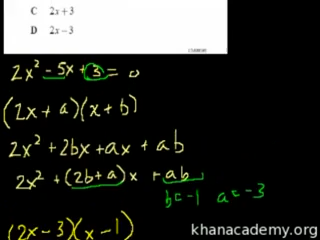 C 2x+3
D 2x−3
2x² - 5x + 3 = 0
(2x + a)(x + b)
2x² + 2bx + ax + ab
2x² + (2b+a)x + ab
b=-1 a=-3
(2x-3)(x-1)
khanacademy.org